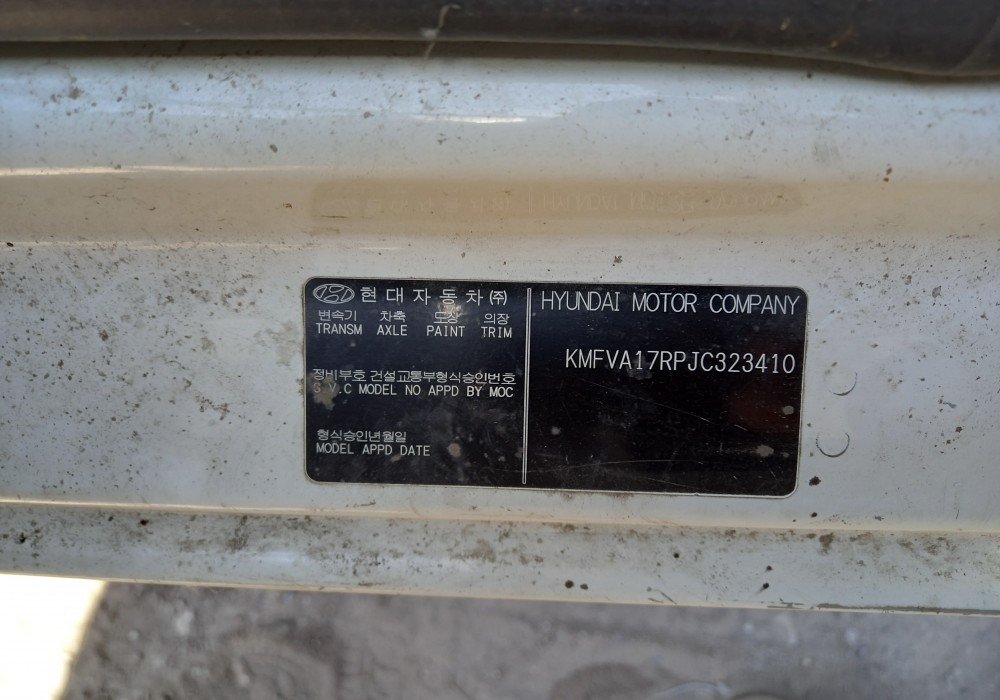 현대자동차㈜
변속기 차축 도장 의장
TRANSM AXLE PAINT TRIM
정비부호 건설교통부형식승인번호
S.V.C MODEL NO APPD BY MOC
형식승인년월일
MODEL APPD DATE
HYUNDAI MOTOR COMPANY
KMFVA17RPJC323410